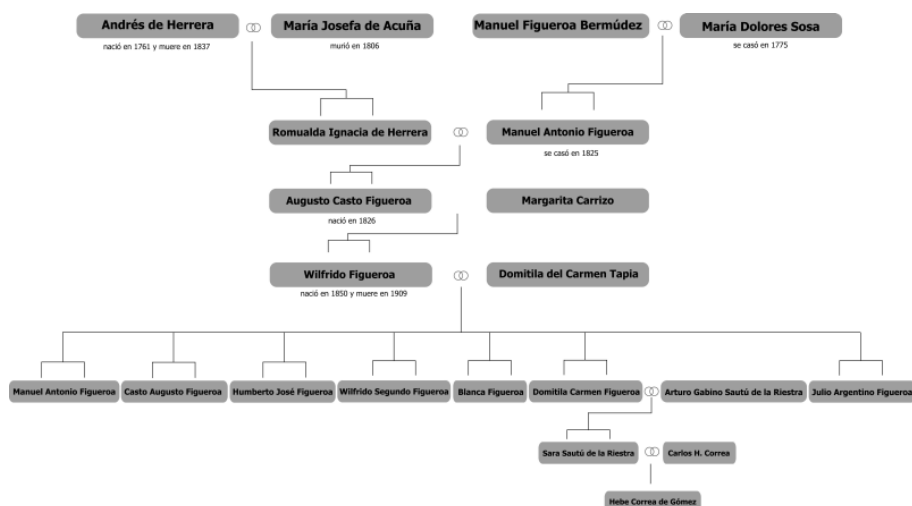 Andrés de Herrera
María Josefa de Acuña
Manuel Figueroa Bermúdez
María Dolores Sosa
nació en 1761 y muere en 1837
murió en 1806
se casó en 1775
Romualda Ignacia de Herrera
Manuel Antonio Figueroa
se casó en 1825
Augusto Casto Figueroa
Margarita Carrizo
nació en 1826
Wilfrido Figueroa
Domitila del Carmen Tapia
nació en 1850 y muere en 1909
Manuel Antonio Figueroa
Casto Augusto Figueroa
Humberto José Figueroa
Wilfrido Segundo Figueroa
Blanca Figueroa
Domitila Carmen Figueroa
Arturo Gabino Sautú de la Riestra
Julio Argentino Figueroa
Sara Sautú de la Riestra
Carlos H. Correa
Hebe Correa de Gómez